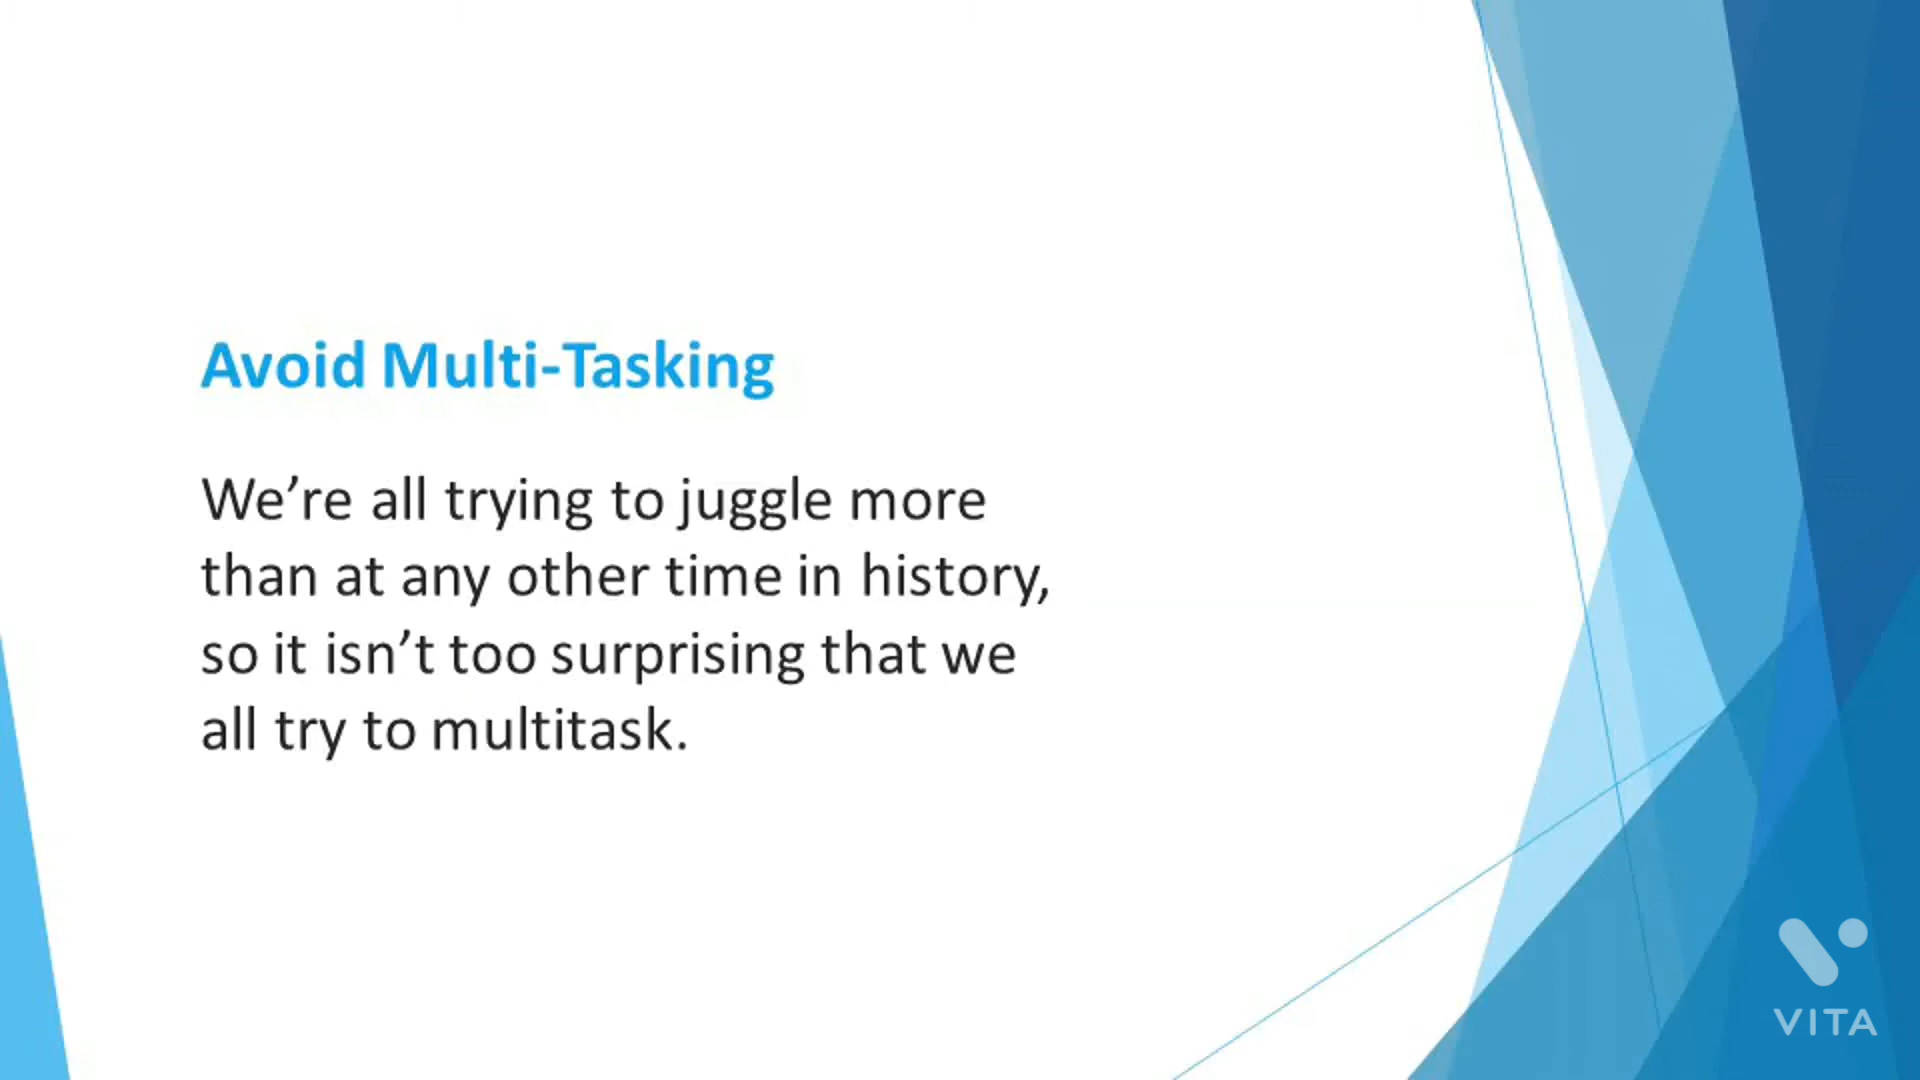 Avoid Multi-Tasking
We’re all trying to juggle more
than at any other time in history,
so it isn’t too surprising that we
all try to multitask.
VITA